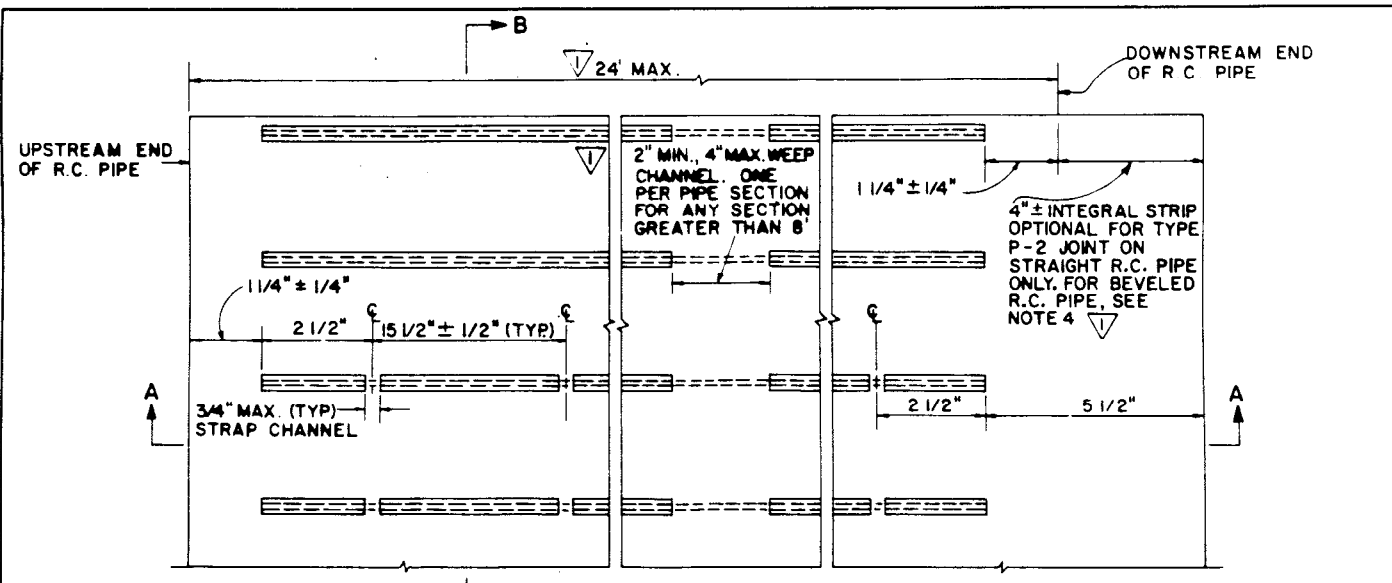 B
1 24' MAX.
DOWNSTREAM END
OF R.C. PIPE
UPSTREAM END
OF R.C. PIPE
1
2" MIN., 4" MAX. WEEP
CHANNEL. ONE
PER PIPE SECTION
FOR ANY SECTION
GREATER THAN 8'
1 1/4" ± 1/4"
4" ± INTEGRAL STRIP
OPTIONAL FOR TYPE
P-2 JOINT ON
STRAIGHT R.C. PIPE
ONLY. FOR BEVELED
R.C. PIPE, SEE
NOTE 4 1
1 1/4" ± 1/4"
2 1/2"
℄
15 1/2" ± 1/2" (TYP.)
℄
℄
A
3/4" MAX. (TYP)
STRAP CHANNEL
2 1/2"
5 1/2"
A